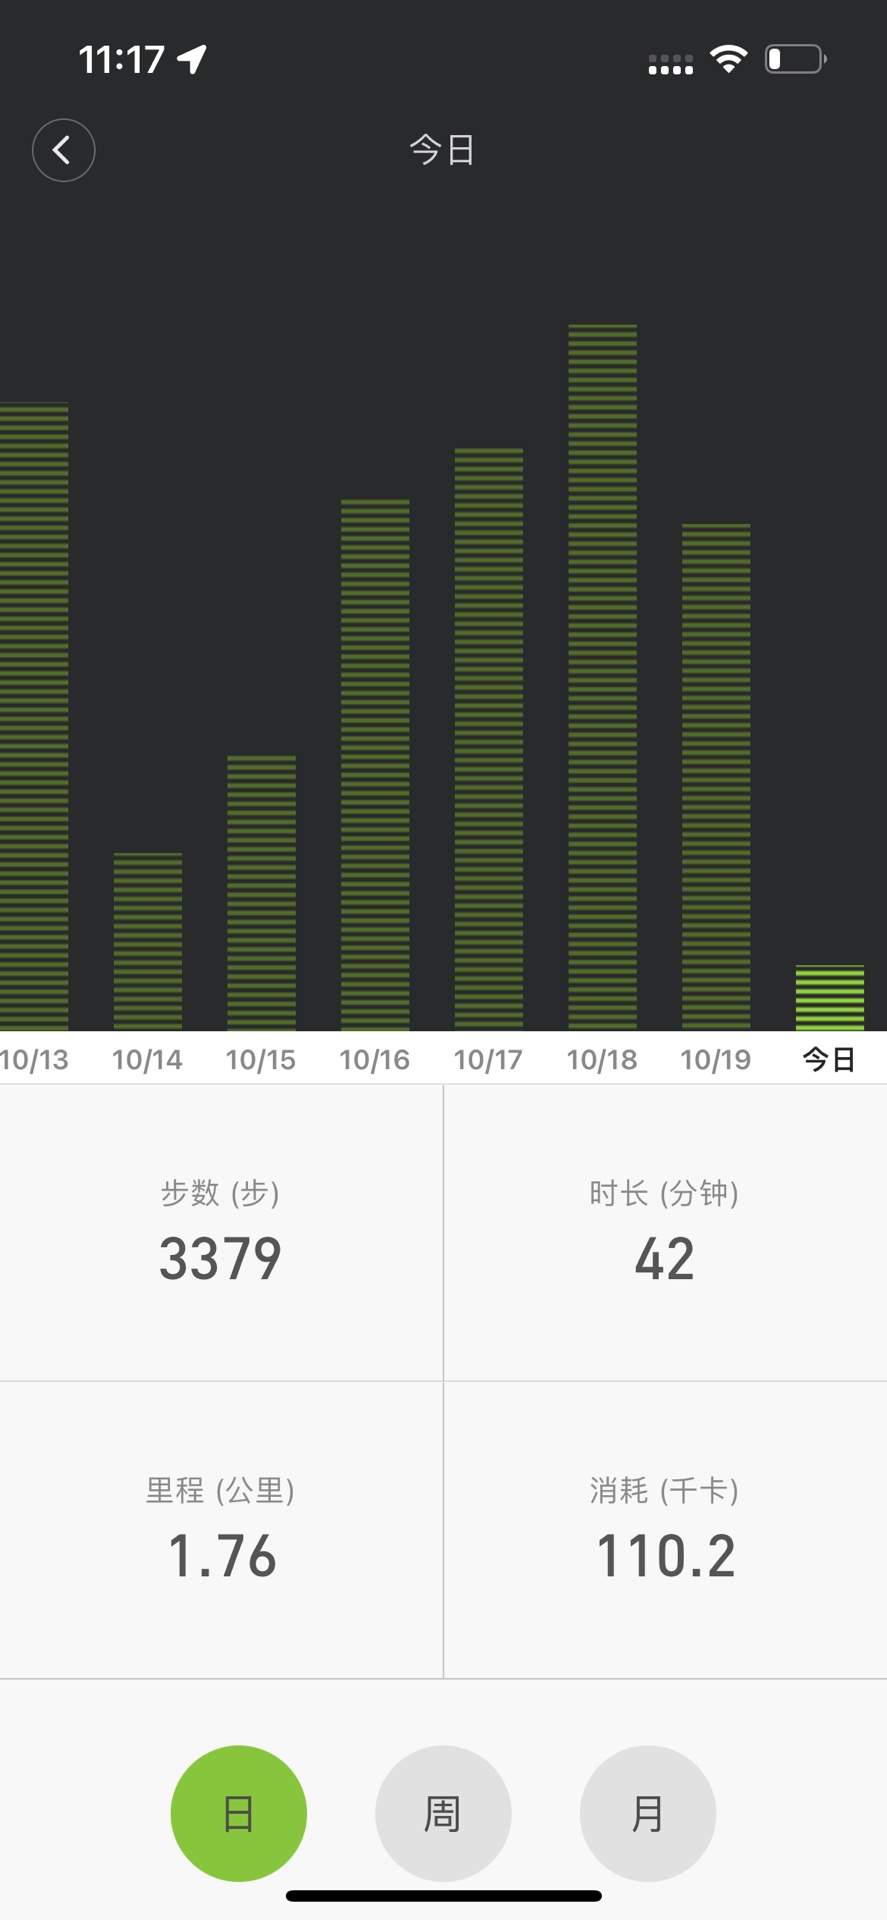 11:17
今日
10/13 10/14 10/15 10/16 10/17 10/18 10/19 今日
步数 (步) 时长 (分钟)
3379 42
里程 (公里) 消耗 (千卡)
1.76 110.2
日 周 月